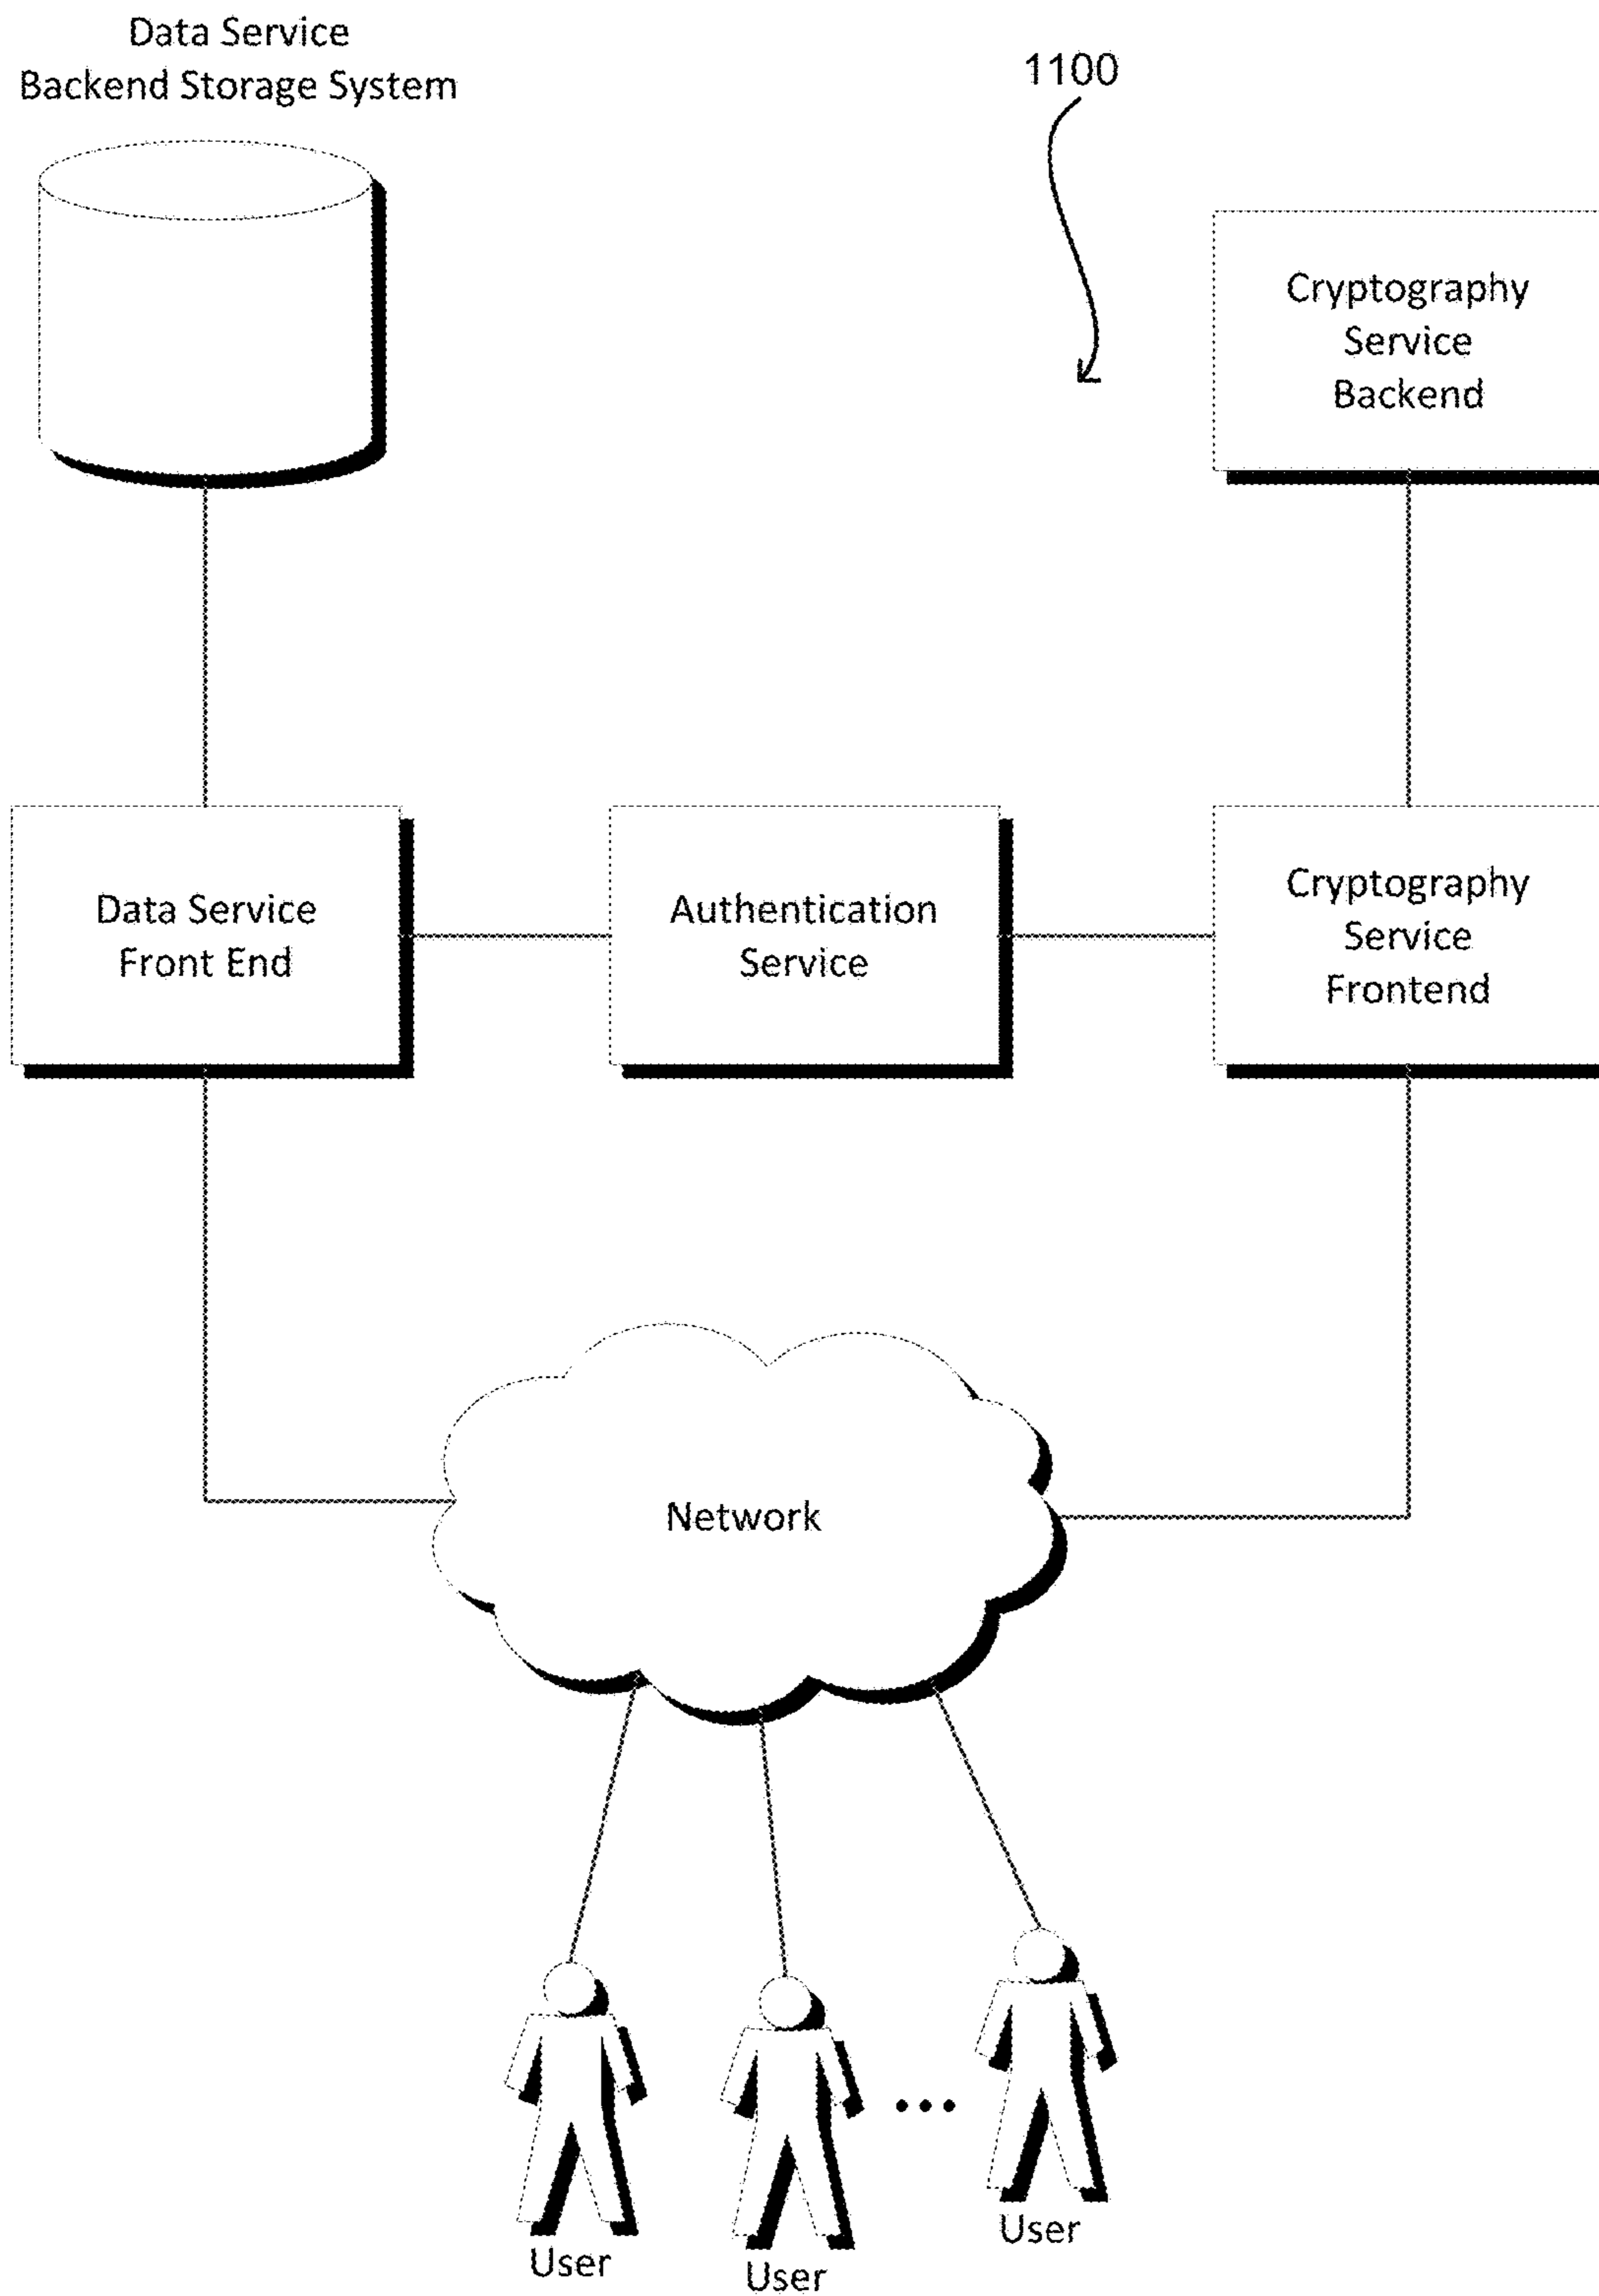 Data Service
Backend Storage System
1100
Cryptography
Service
Backend
Data Service
Front End
Authentication
Service
Cryptography
Service
Frontend
Network
User
User
User